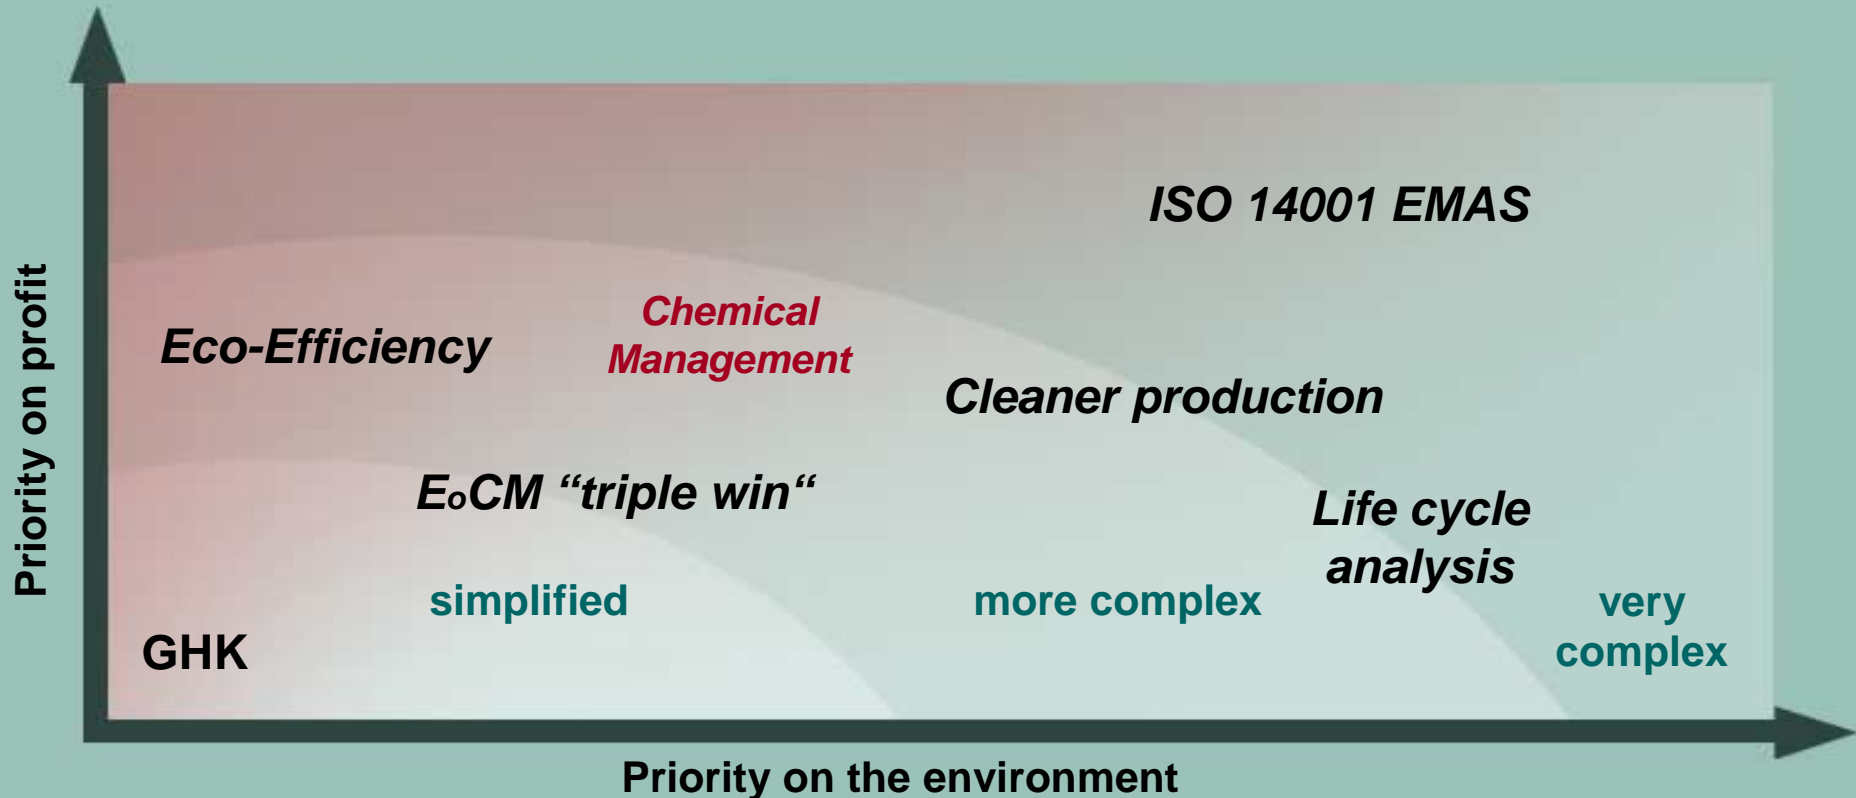 Priority on profit
ISO 14001 EMAS
Chemical
Management
Eco-Efficiency
Cleaner production
EoCM “triple win“
Life cycle
analysis
simplified
more complex
very
complex
GHK
Priority on the environment